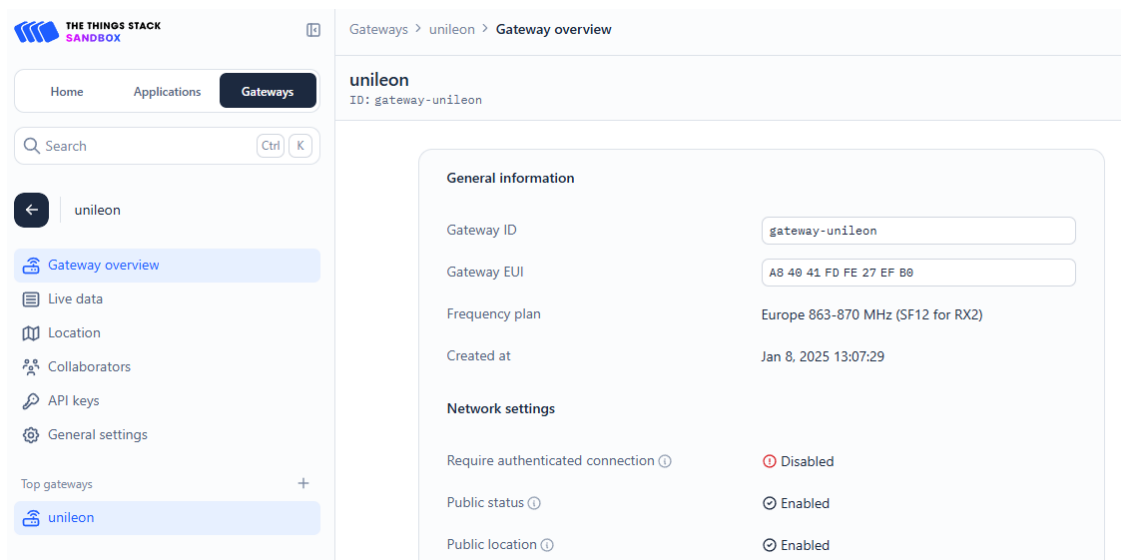 THE THINGS STACK
SANDBOX
Home Applications Gateways
Search Ctrl K
unileon
Gateway overview
Live data
Location
Collaborators
API keys
General settings
Top gateways
unileon
Gateways > unileon > Gateway overview
unileon
ID: gateway-unileon
General information
Gateway ID gateway-unileon
Gateway EUI A8 40 41 FD FE 27 EF B0
Frequency plan Europe 863-870 MHz (SF12 for RX2)
Created at Jan 8, 2025 13:07:29
Network settings
Require authenticated connection Disabled
Public status Enabled
Public location Enabled